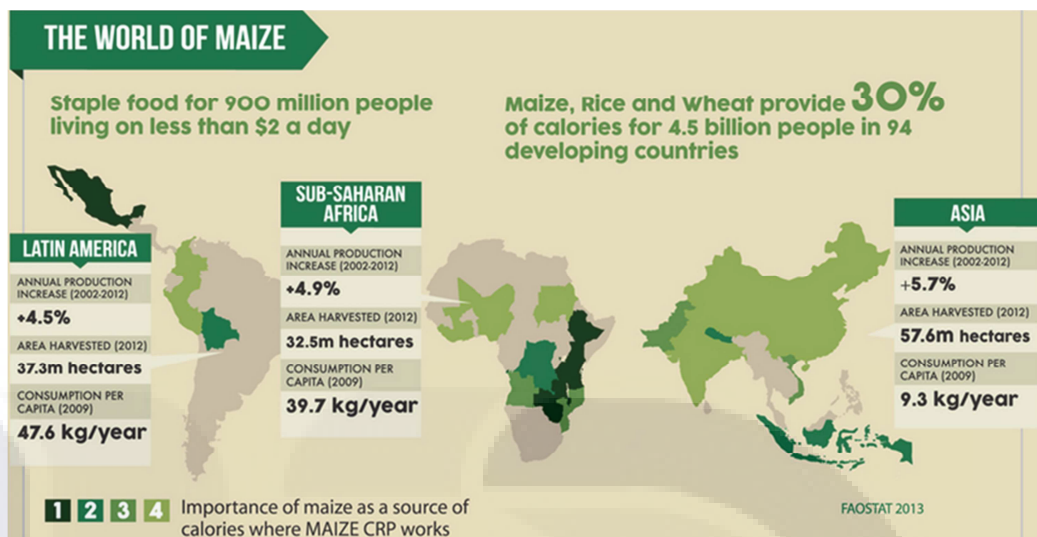 THE WORLD OF MAIZE
Staple food for 900 million people
living on less than $2 a day
Maize, Rice and Wheat provide 30%
of calories for 4.5 billion people in 94
developing countries
LATIN AMERICA
ANNUAL PRODUCTION
INCREASE (2002-2012)
+4.5%
AREA HARVESTED (2012)
37.3m hectares
CONSUMPTION PER
CAPITA (2009)
47.6 kg/year
SUB-SAHARAN
AFRICA
ANNUAL PRODUCTION
INCREASE (2002-2012)
+4.9%
AREA HARVESTED (2012)
32.5m hectares
CONSUMPTION PER
CAPITA (2009)
39.7 kg/year
ASIA
ANNUAL PRODUCTION
INCREASE (2002-2012)
+5.7%
AREA HARVESTED (2012)
57.6m hectares
CONSUMPTION PER
CAPITA (2009)
9.3 kg/year
1 2 3 4 Importance of maize as a source of
calories where MAIZE CRP works
FAOSTAT 2013